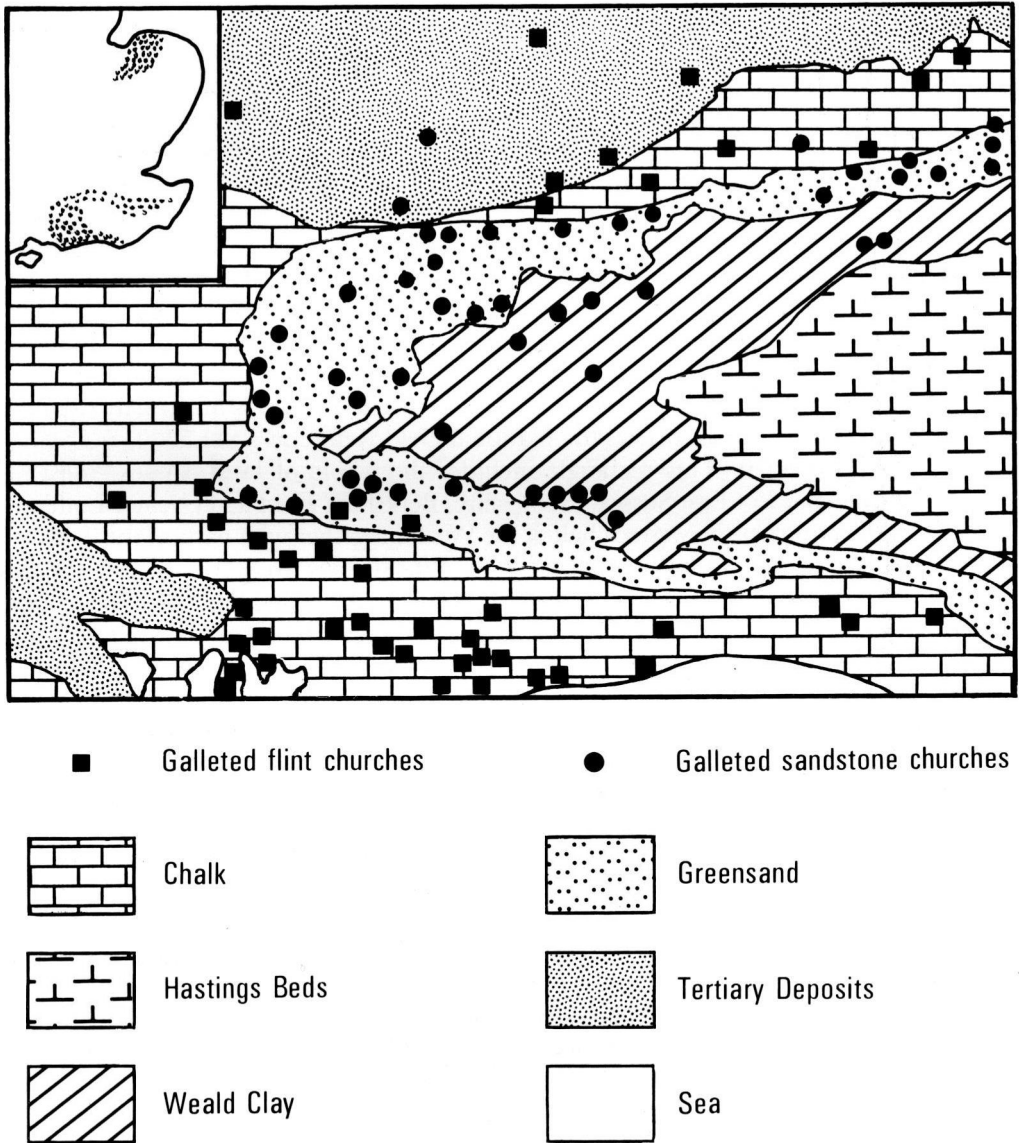 Galleted flint churches
Galleted sandstone churches
Chalk
Greensand
Hastings Beds
Tertiary Deposits
Weald Clay
Sea